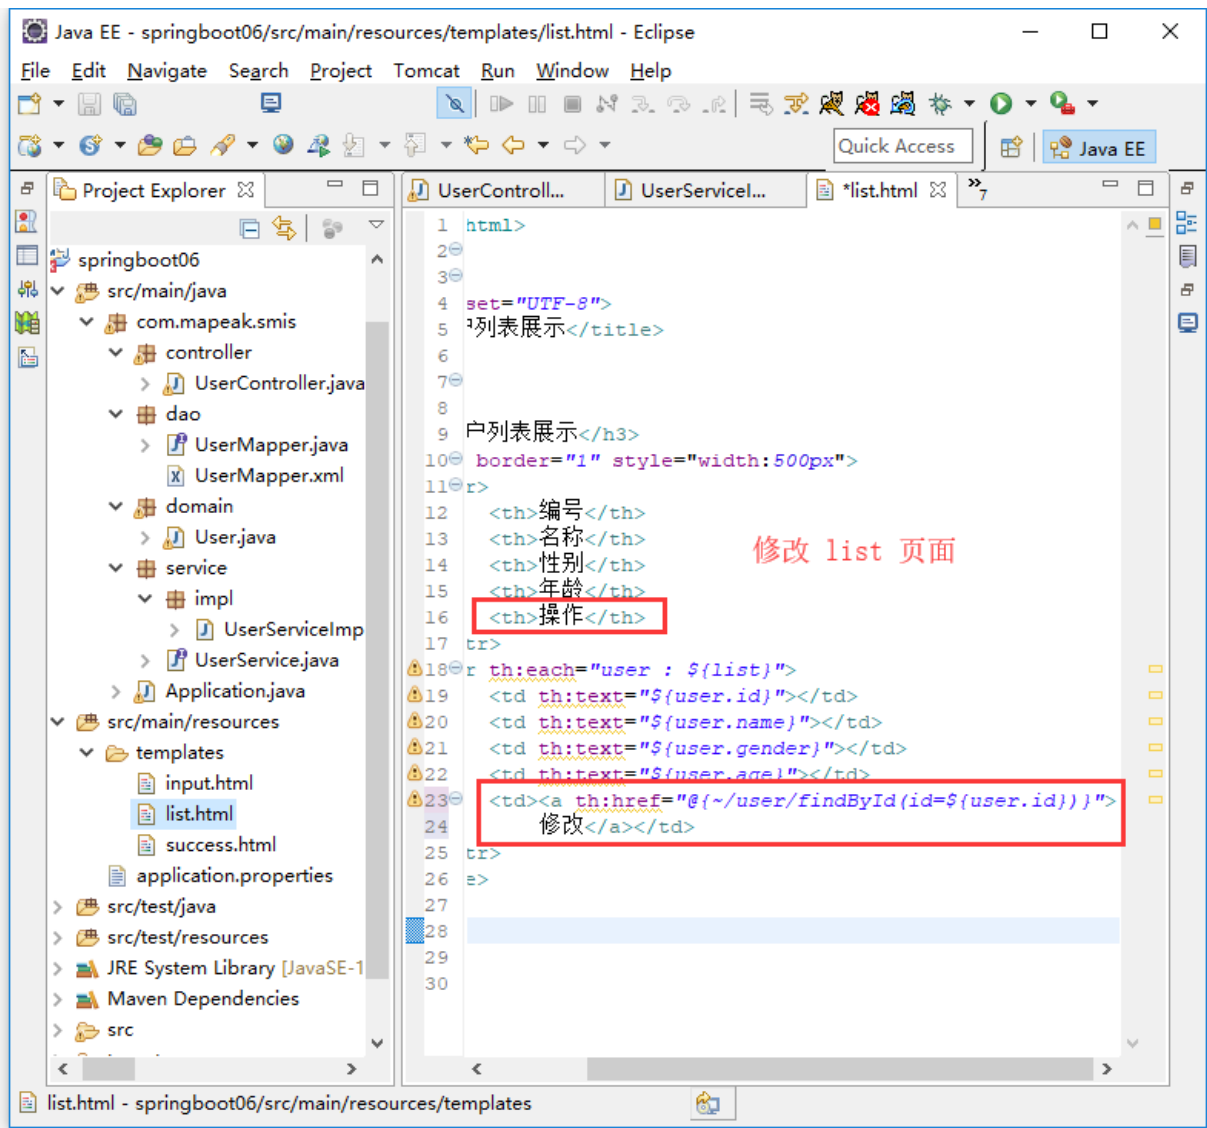 Java EE - springboot06/src/main/resources/templates/list.html - Eclipse
File Edit Navigate Search Project Tomcat Run Window Help
Quick Access
Java EE
Project Explorer
UserControll...
UserServiceI...
*list.html
»7
springboot06
src/main/java
com.mapeak.smis
controller
UserController.java
dao
UserMapper.java
UserMapper.xml
domain
User.java
service
impl
UserServiceImp
UserService.java
Application.java
src/main/resources
templates
input.html
list.html
success.html
application.properties
src/test/java
src/test/resources
JRE System Library [JavaSE-1
Maven Dependencies
src
1 html>
2
3
4 set="UTF-8">
5 户列表展示</title>
6
7
8
9 户列表展示</h3>
10 border="1" style="width:500px">
11 r>
12 <th>编号</th>
13 <th>名称</th>
14 <th>性别</th>
15 <th>年龄</th>
16 <th>操作</th>
17 tr>
18 r th:each="user : ${list}">
19 <td th:text="${user.id}"></td>
20 <td th:text="${user.name}"></td>
21 <td th:text="${user.gender}"></td>
22 <td th:text="${user.age}"></td>
23 <td><a th:href="@{~/user/findById(id=${user.id})}">
24 修改</a></td>
25 tr>
26 e>
27
28
29
30
修改 list 页面
list.html - springboot06/src/main/resources/templates